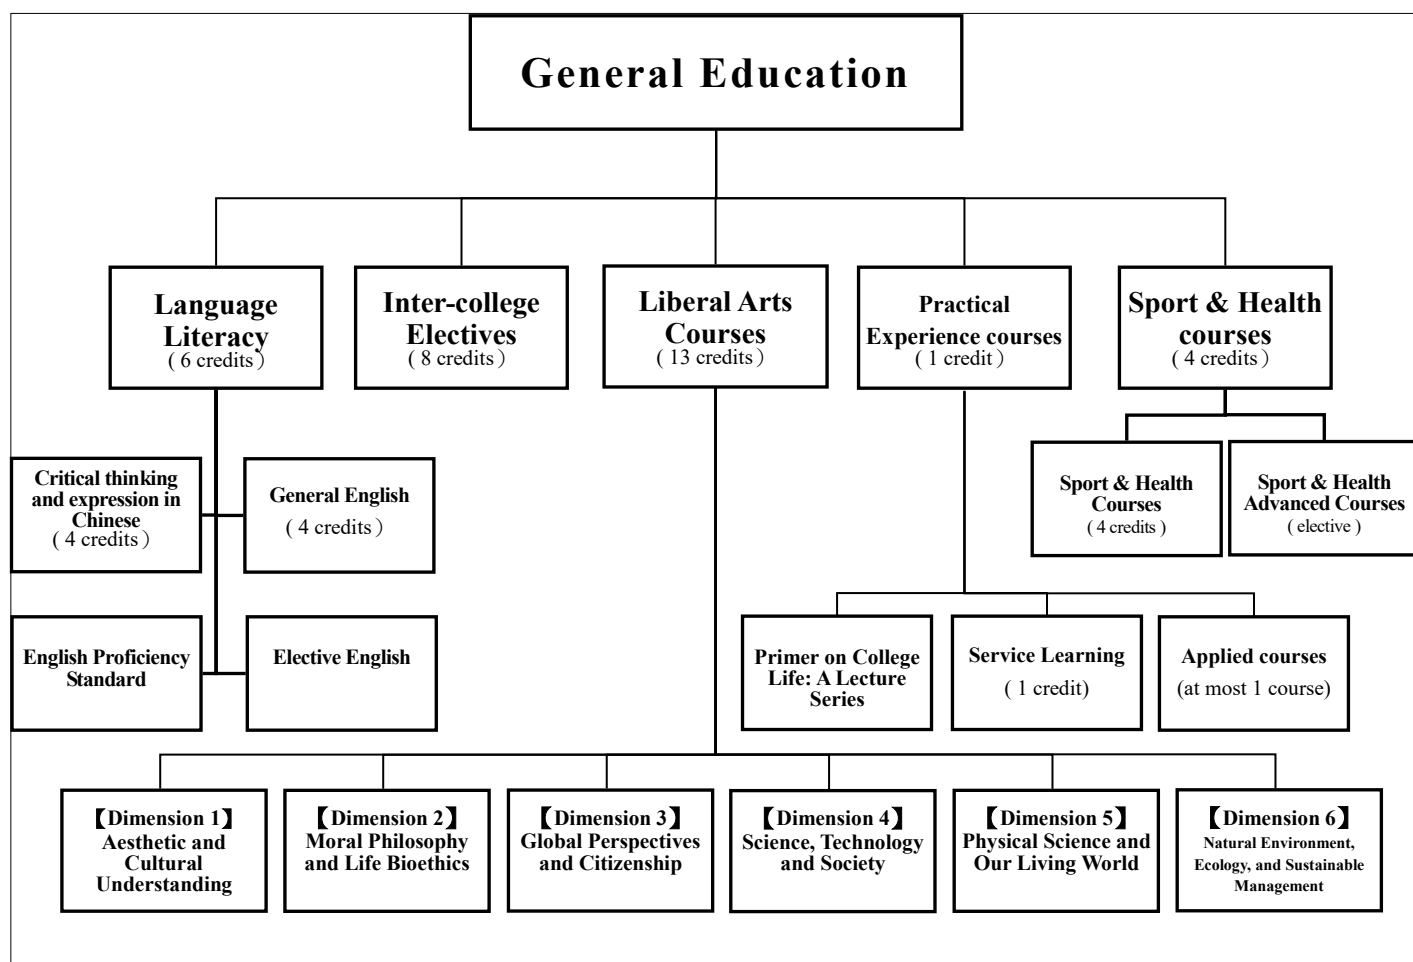 General Education
Language
Literacy
( 6 credits )
Inter-college
Electives
( 8 credits )
Liberal Arts
Courses
( 13 credits )
Practical
Experience courses
( 1 credit )
Sport & Health
courses
( 4 credits )
Critical thinking
and expression in
Chinese
( 4 credits )
General English
( 4 credits )
Sport & Health
Courses
( 4 credits )
Sport & Health
Advanced Courses
( elective )
English Proficiency
Standard
Elective English
Primer on College
Life: A Lecture
Series
Service Learning
( 1 credit)
Applied courses
(at most 1 course)
【Dimension 1】
Aesthetic and
Cultural
Understanding
【Dimension 2】
Moral Philosophy
and Life Bioethics
【Dimension 3】
Global Perspectives
and Citizenship
【Dimension 4】
Science, Technology
and Society
【Dimension 5】
Physical Science and
Our Living World
【Dimension 6】
Natural Environment,
Ecology, and Sustainable
Management